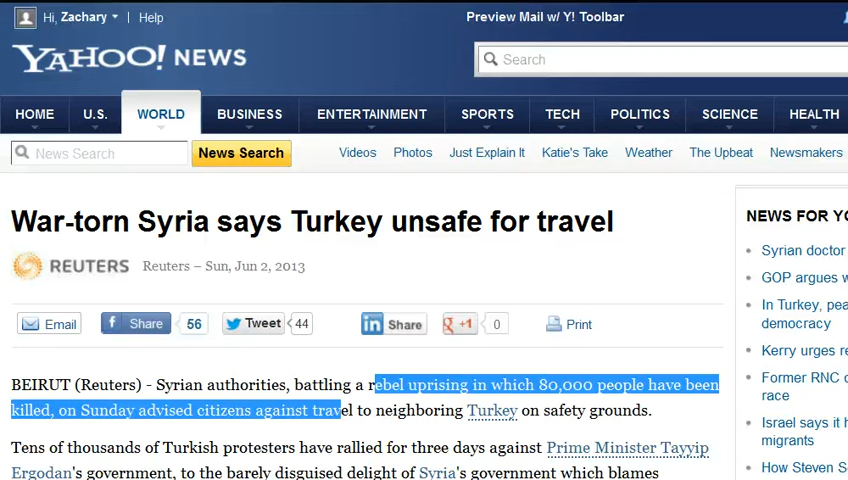 Hi, Zachary | Help Preview Mail w/ Y! Toolbar
YAHOO! NEWS Search
HOME U.S. WORLD BUSINESS ENTERTAINMENT SPORTS TECH POLITICS SCIENCE HEALTH
News Search News Search Videos Photos Just Explain It Katie's Take Weather The Upbeat Newsmakers
War-torn Syria says Turkey unsafe for travel
REUTERS Reuters – Sun, Jun 2, 2013
Email Share 56 Tweet 44 Share +1 0 Print
BEIRUT (Reuters) - Syrian authorities, battling a rebel uprising in which 80,000 people have been
killed, on Sunday advised citizens against travel to neighboring Turkey on safety grounds.
Tens of thousands of Turkish protesters have rallied for three days against Prime Minister Tayyip
Ergodan's government, to the barely disguised delight of Syria's government which blames
NEWS FOR YO
Syrian doctor
GOP argues w
In Turkey, pea
democracy
Kerry urges re
Former RNC c
race
Israel says it h
migrants
How Steven S